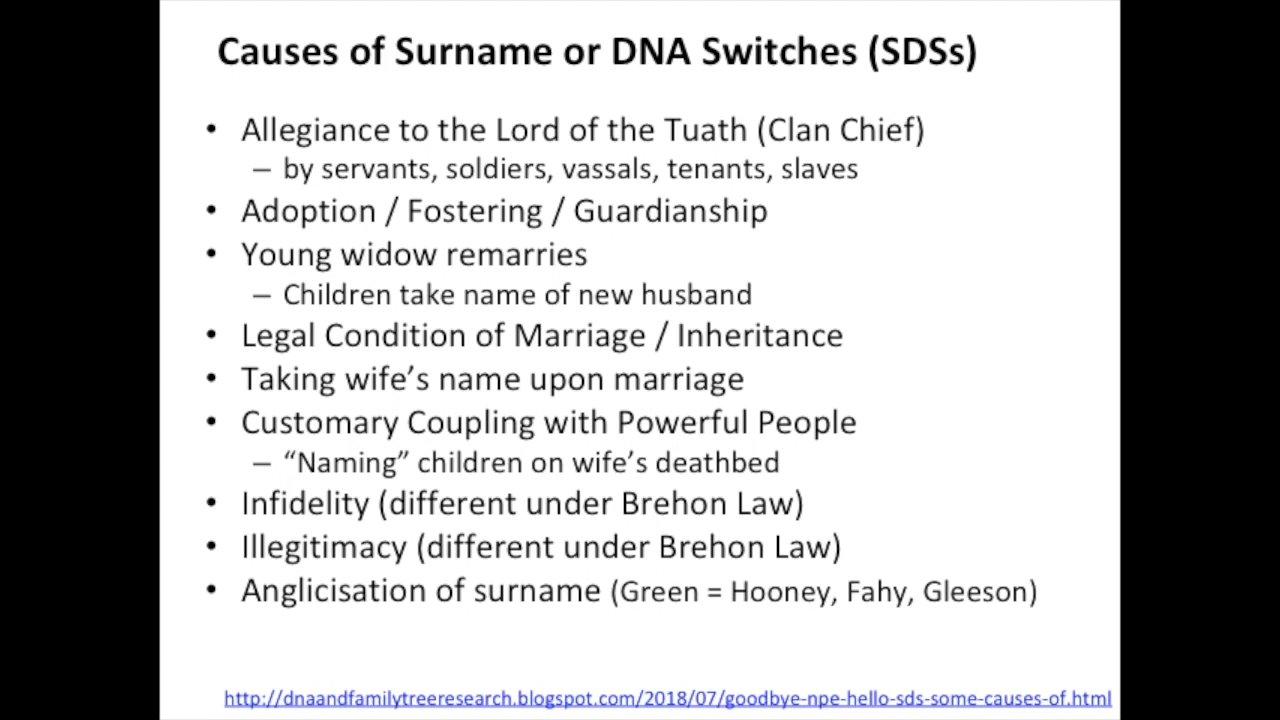 Causes of Surname or DNA Switches (SDSs)
• Allegiance to the Lord of the Tuath (Clan Chief)
– by servants, soldiers, vassals, tenants, slaves
• Adoption / Fostering / Guardianship
• Young widow remarries
– Children take name of new husband
• Legal Condition of Marriage / Inheritance
• Taking wife’s name upon marriage
• Customary Coupling with Powerful People
– “Naming” children on wife’s deathbed
• Infidelity (different under Brehon Law)
• Illegitimacy (different under Brehon Law)
• Anglicisation of surname (Green = Hooney, Fahy, Gleeson)
http://dnaandfamilytreeresearch.blogspot.com/2018/07/goodbye-npe-hello-sds-some-causes-of.html